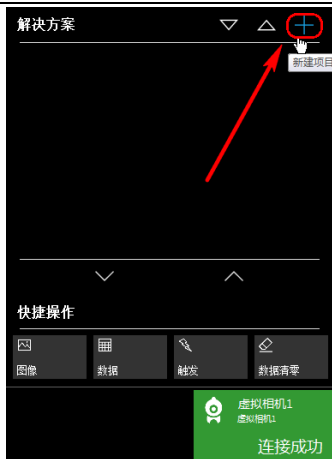 解决方案
新建项目
快捷操作
图像
数据
触发
数据清零
虚拟相机1
虚拟相机1
连接成功